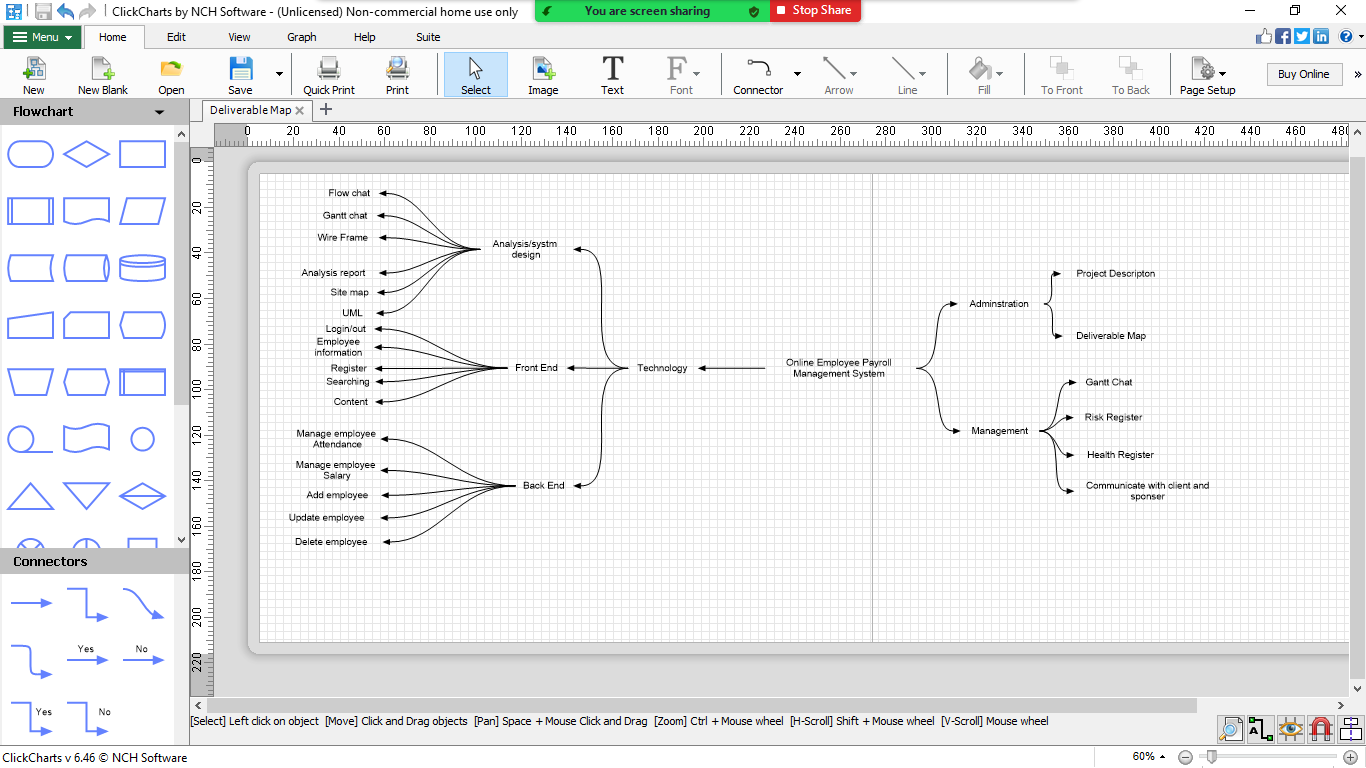 ClickCharts by NCH Software - (Unlicensed) Non-commercial home use only
You are screen sharing
Stop Share
Menu
Home
Edit
View
Graph
Help
Suite
New
New Blank
Open
Save
Quick Print
Print
Select
Image
Text
Font
Connector
Arrow
Line
Fill
To Front
To Back
Page Setup
Buy Online
Flowchart
Deliverable Map
0 20 40 60 80 100 120 140 160 180 200 220 240 260 280 300 320 340 360 380 400 420 440 460 480
0
20
40
60
80
100
120
140
160
180
200
220
Flow chat
Gantt chat
Wire Frame
Analysis report
Site map
UML
Analysis/systm
design
Login/out
Employee
information
Register
Searching
Content
Front End
Technology
Manage employee
Attendance
Manage employee
Salary
Add employee
Update employee
Delete employee
Back End
Online Employee Payroll
Management System
Adminstration
Project Descripton
Deliverable Map
Management
Gantt Chat
Risk Register
Health Register
Communicate with client and
sponser
Connectors
Yes
No
Yes
No
[Select] Left click on object [Move] Click and Drag objects [Pan] Space + Mouse Click and Drag [Zoom] Ctrl + Mouse wheel [H-Scroll] Shift + Mouse wheel [V-Scroll] Mouse wheel
ClickCharts v 6.46 © NCH Software
60%